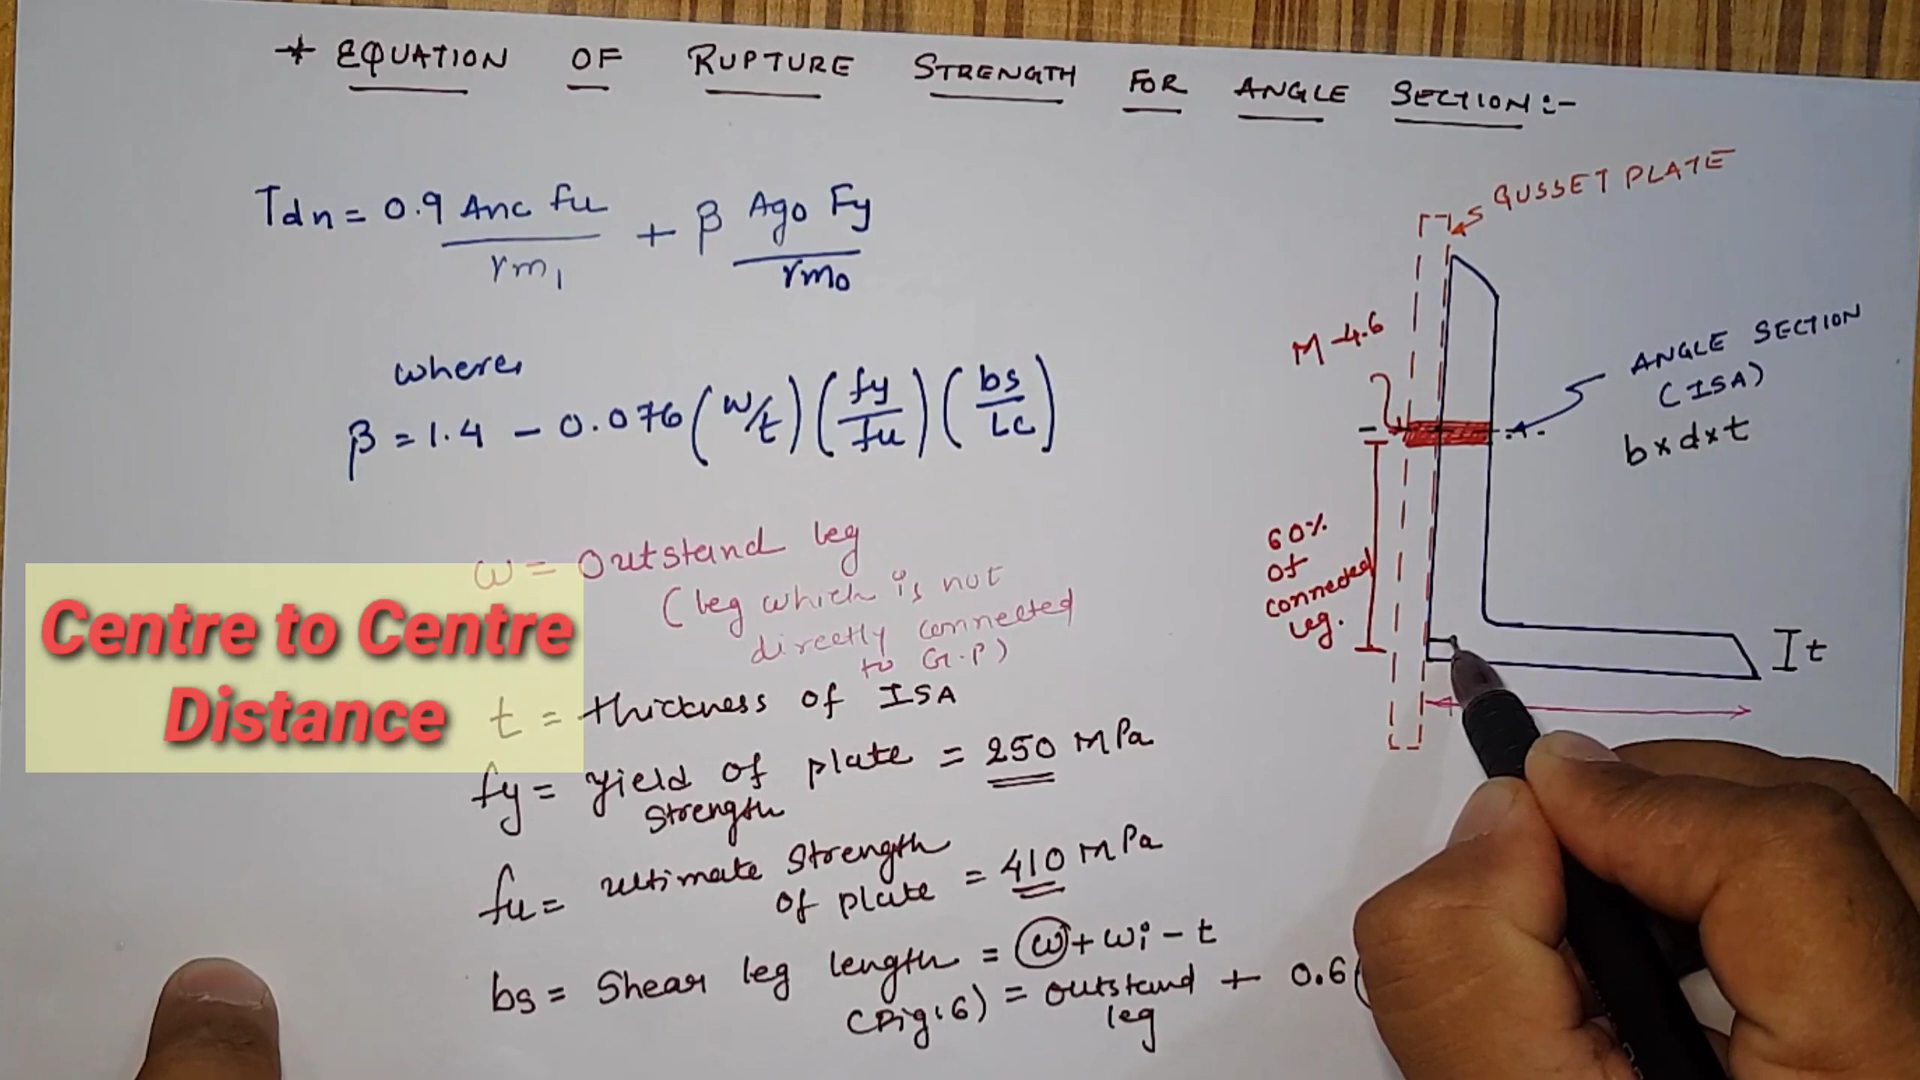 * EQUATION OF RUPTURE STRENGTH FOR ANGLE SECTION:-
Tdn = 0.9 Anc fu / γm1 + β Ago Fy / γm0
where,
β = 1.4 - 0.076 (w/t) (fy/fu) (bs/Lc)
w = Outstand leg
(leg which is not
directly connected
to G.P)
t = thickness of ISA
fy = yield of plate = 250 MPa
strength
fu = ultimate strength
of plate = 410 MPa
bs = Shear leg length = w + wi - t
(Fig. 6) = outstand + 0.6(
leg
Centre to Centre
Distance
GUSSET PLATE
M-4.6
ANGLE SECTION
(ISA)
b x d x t
60%
of
connected
leg.
t